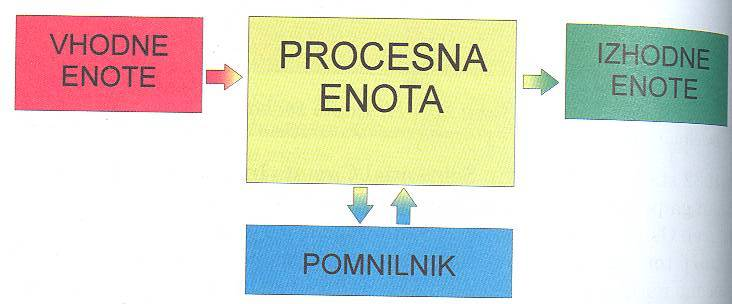 VHODNE
ENOTE
PROCESNA
ENOTA
IZHODNE
ENOTE
POMNILNIK